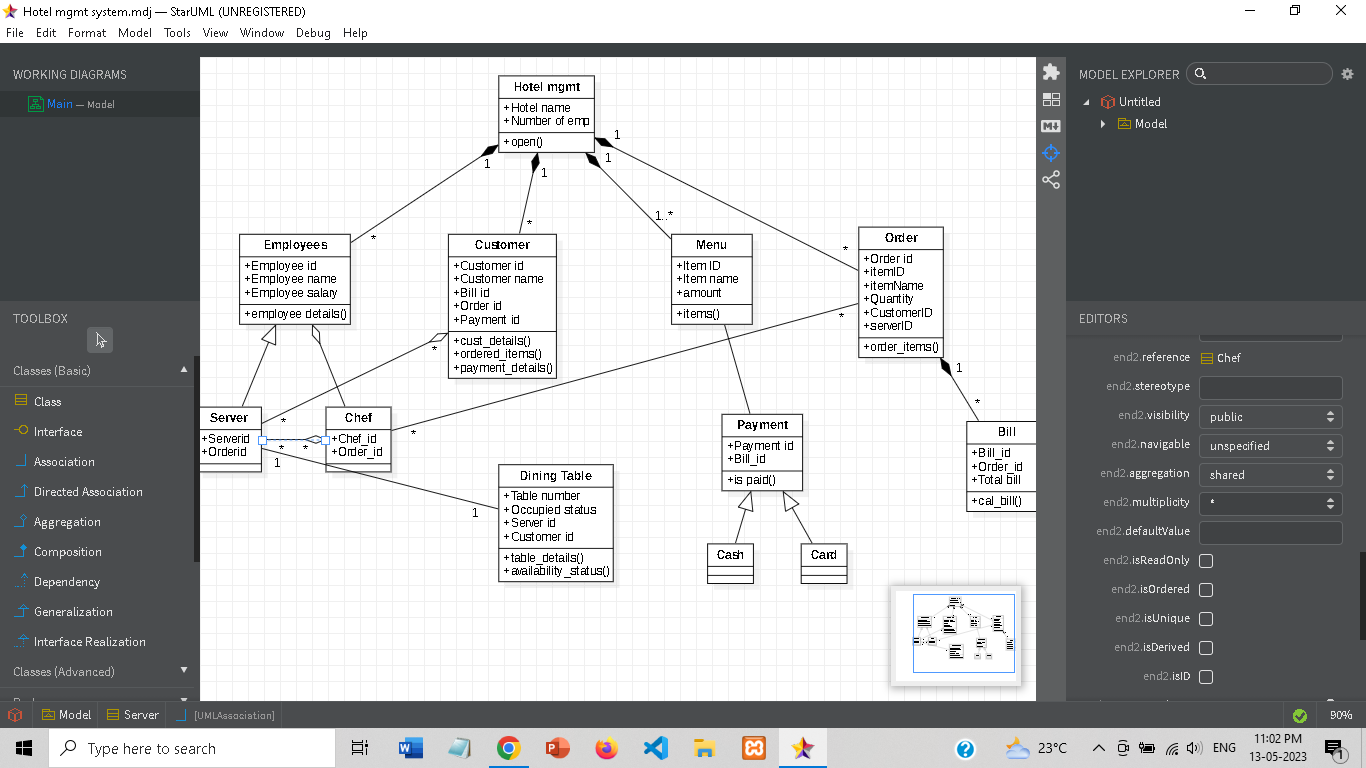 Hotel mgmt system.mdj — StarUML (UNREGISTERED)
File Edit Format Model Tools View Window Debug Help
WORKING DIAGRAMS
Main — Model
TOOLBOX
Classes (Basic)
Class
Interface
Association
Directed Association
Aggregation
Composition
Dependency
Generalization
Interface Realization
Classes (Advanced)
Hotel mgmt
+Hotel name
+Number of emp
+open()
1
1
1
1
*
*
1..*
*
Employees
+Employee id
+Employee name
+Employee salary
+employee details()
Customer
+Customer id
+Customer name
+Bill id
+Order id
+Payment id
+cust_details()
+ordered_items()
+payment_details()
Menu
+Item ID
+Item name
+amount
+items()
Order
+Order id
+itemID
+itemName
+Quantity
+CustomerID
+serverID
+order_items()
*
*
1
*
Server
+Serverid
+Orderid
*
*
*
1
Chef
+Chef_id
+Order_id
*
Dining Table
+Table number
+Occupied status
+Server id
+Customer id
+table_details()
+availability_status()
1
Payment
+Payment id
+Bill_id
+is paid()
Cash
Card
Bill
+Bill_id
+Order_id
+Total bill
+cal_bill()
MODEL EXPLORER
Untitled
Model
EDITORS
end2.reference Chef
end2.stereotype
end2.visibility public
end2.navigable unspecified
end2.aggregation shared
end2.multiplicity *
end2.defaultValue
end2.isReadOnly
end2.isOrdered
end2.isUnique
end2.isDerived
end2.isID
Model Server [UMLAssociation]
90%
Type here to search
23°C
ENG
11:02 PM
13-05-2023
1